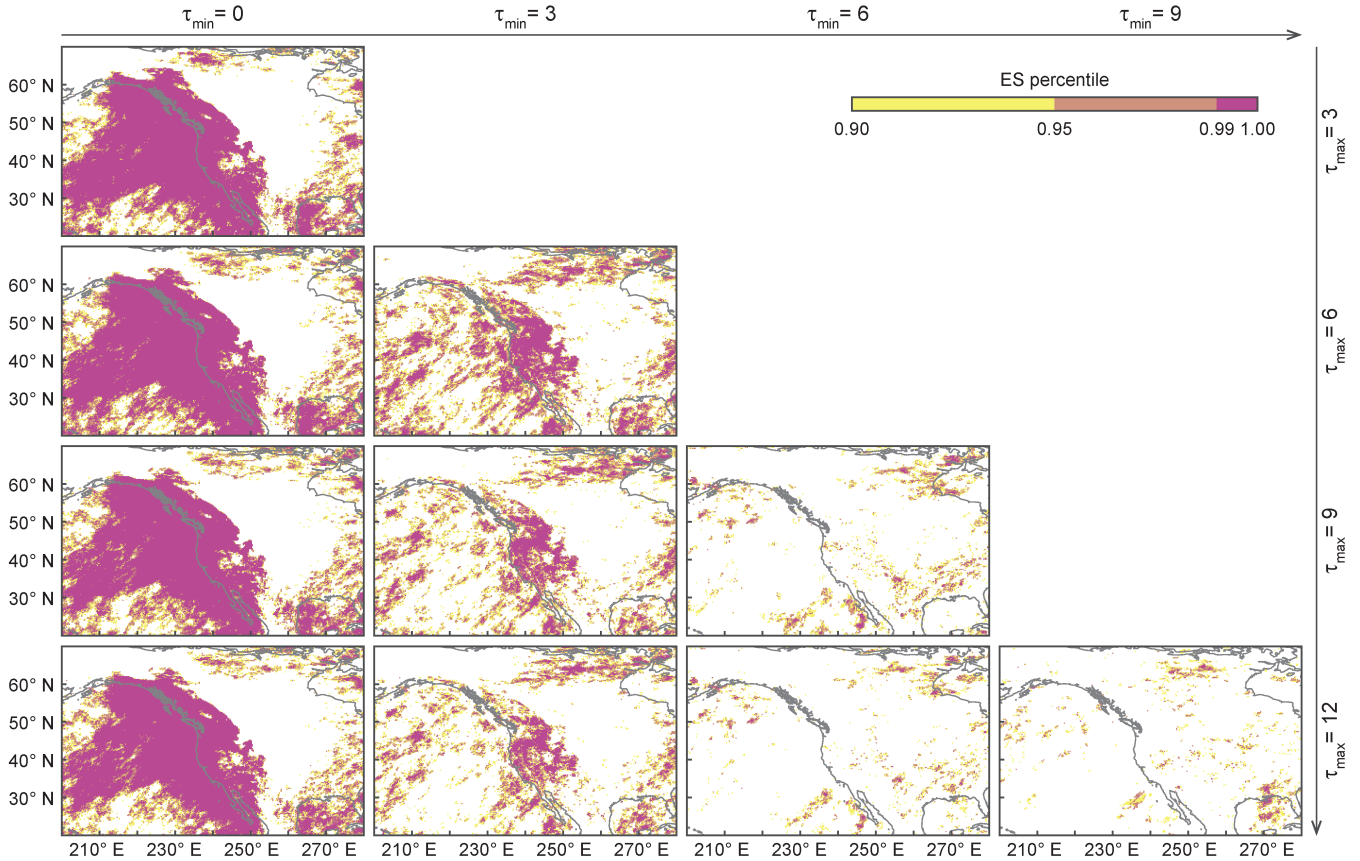 τmin = 0 τmin = 3 τmin = 6 τmin = 9
ES percentile
0.90 0.95 0.99 1.00
60° N
50° N
40° N
30° N
τmax = 3
60° N
50° N
40° N
30° N
τmax = 6
60° N
50° N
40° N
30° N
τmax = 9
60° N
50° N
40° N
30° N
τmax = 12
210° E 230° E 250° E 270° E 210° E 230° E 250° E 270° E 210° E 230° E 250° E 270° E 210° E 230° E 250° E 270° E